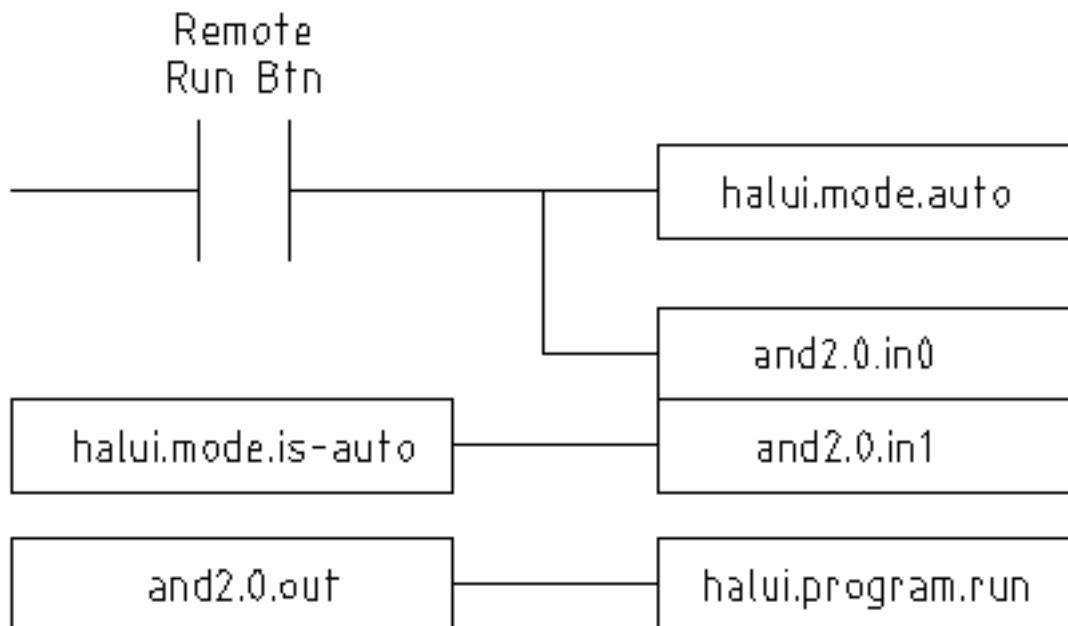 Remote
Run Btn
halui.mode.auto
and2.0.in0
halui.mode.is-auto
and2.0.in1
and2.0.out
halui.program.run